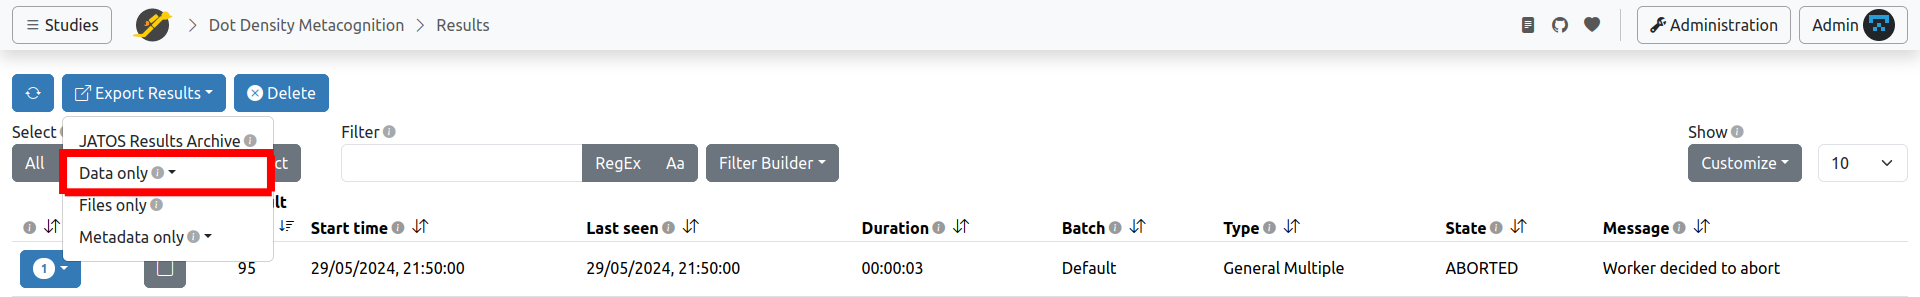 Studies
Dot Density Metacognition
Results
Administration
Admin
Export Results
Delete
Select
JATOS Results Archive
Filter
Show
All
Data only
RegEx
Aa
Filter Builder
Customize
10
Files only
Metadata only
Start time
Last seen
Duration
Batch
Type
State
Message
1
95
29/05/2024, 21:50:00
29/05/2024, 21:50:00
00:00:03
Default
General Multiple
ABORTED
Worker decided to abort